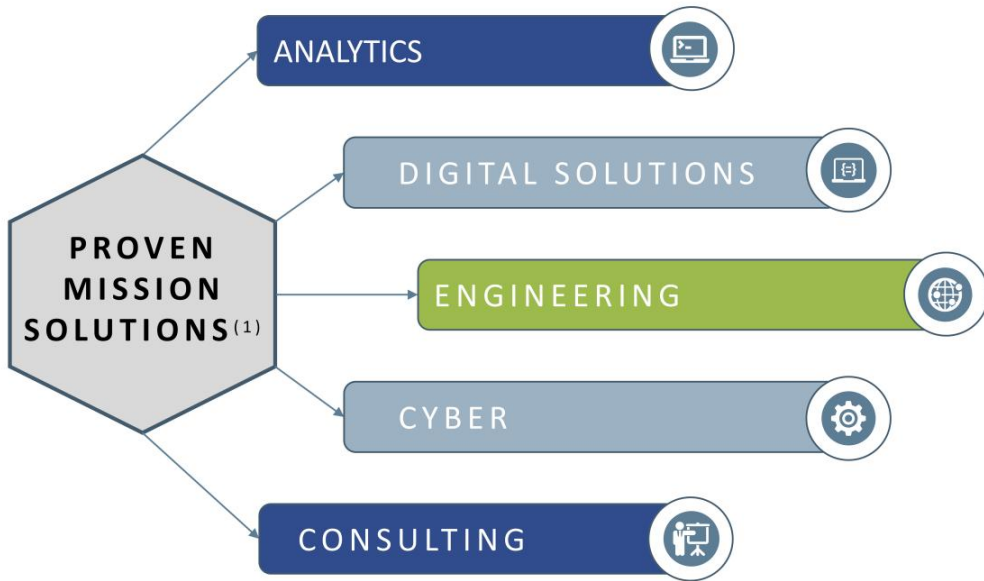 ANALYTICS
DIGITAL SOLUTIONS
PROVEN
MISSION
SOLUTIONS(1)
ENGINEERING
CYBER
CONSULTING